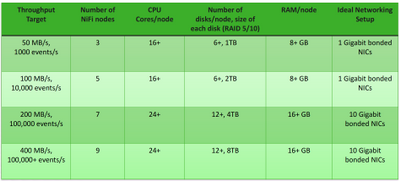 Throughput Target
Number of NiFi nodes
CPU Cores/node
Number of disks/node, size of each disk (RAID 5/10)
RAM/node
Ideal Networking Setup
50 MB/s, 1000 events/s
3
16+
6+, 1TB
8+ GB
1 Gigabit bonded NICs
100 MB/s, 10,000 events/s
5
16+
6+, 2TB
8+ GB
1 Gigabit bonded NICs
200 MB/s, 100,000 events/s
7
24+
12+, 4TB
16+ GB
10 Gigabit bonded NICs
400 MB/s, 100,000+ events/s
9
24+
12+, 8TB
16+ GB
10 Gigabit bonded NICs